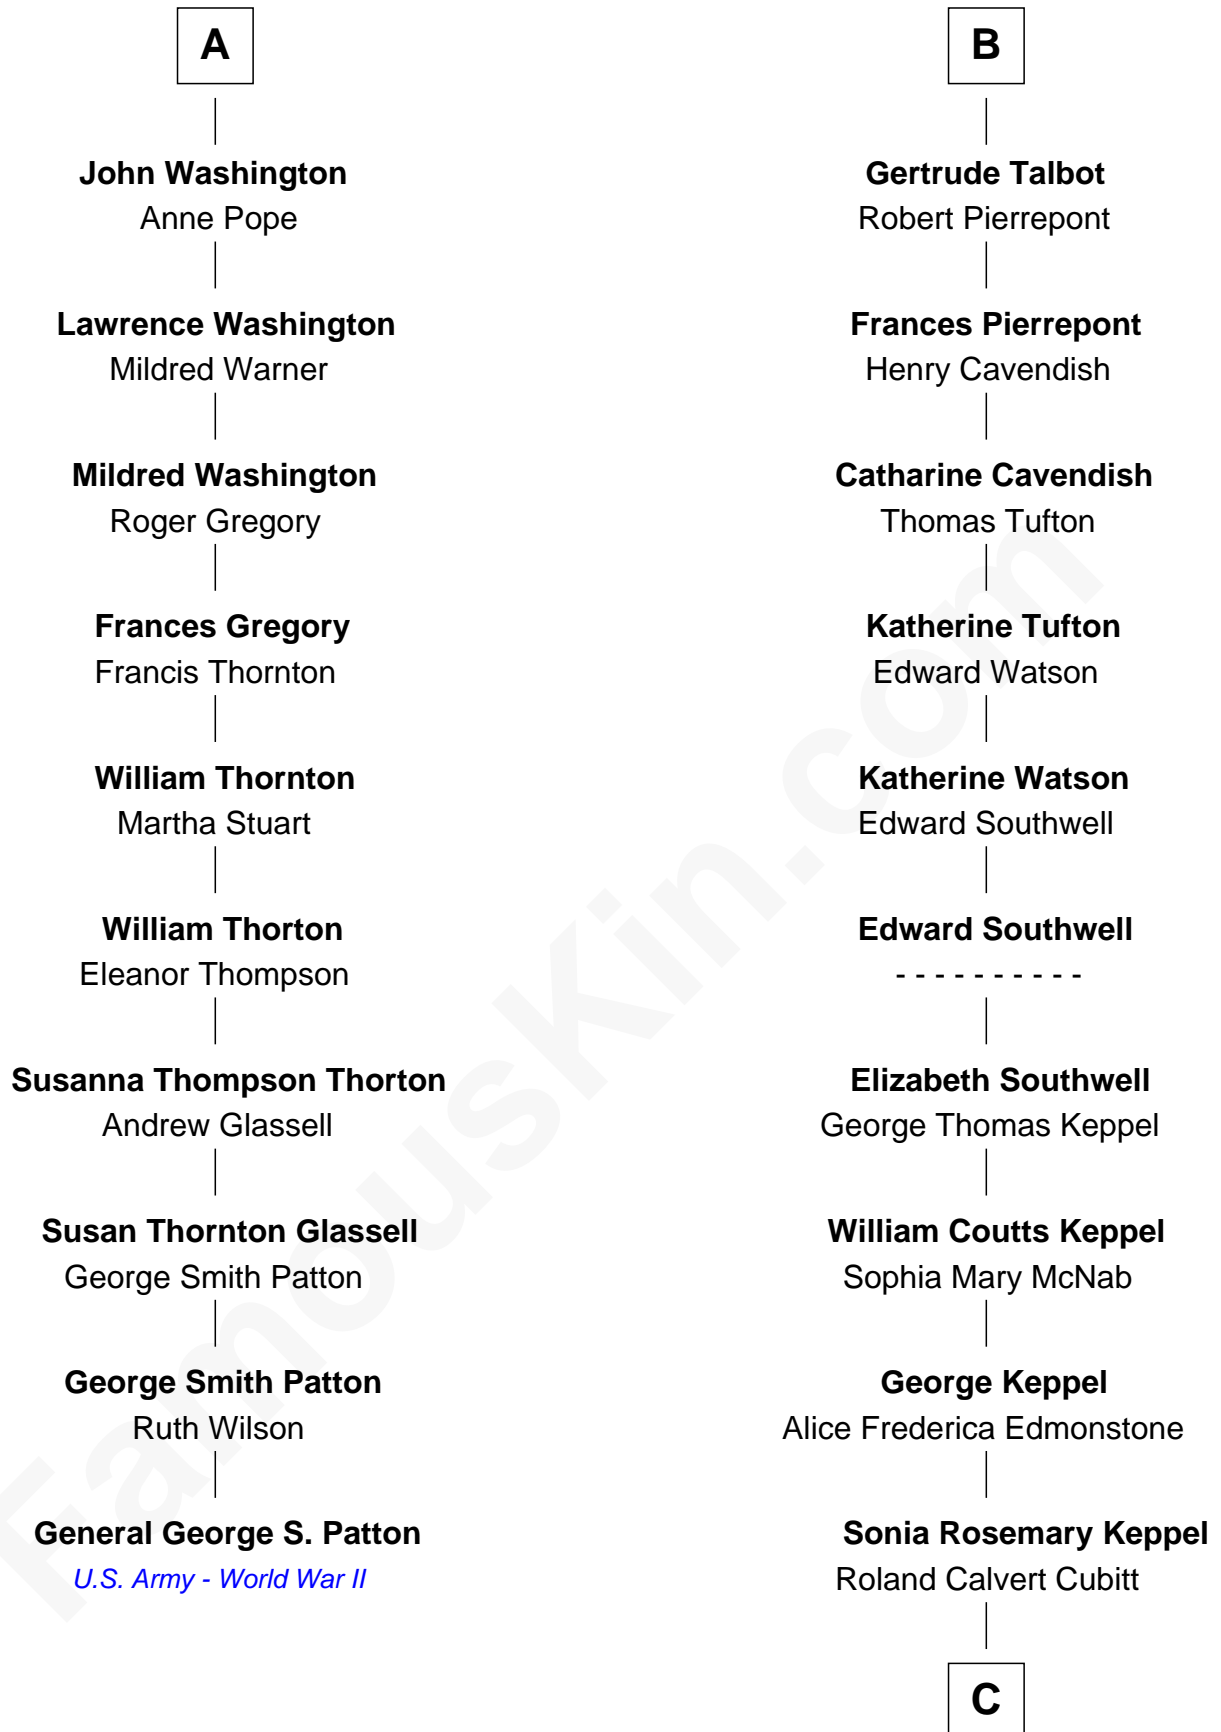 A
John Washington
Anne Pope
Lawrence Washington
Mildred Warner
Mildred Washington
Roger Gregory
Frances Gregory
Francis Thornton
William Thornton
Martha Stuart
William Thorton
Eleanor Thompson
Susanna Thompson Thorton
Andrew Glassell
Susan Thornton Glassell
George Smith Patton
George Smith Patton
Ruth Wilson
General George S. Patton
U.S. Army - World War II
B
Gertrude Talbot
Robert Pierrepont
Frances Pierrepont
Henry Cavendish
Catharine Cavendish
Thomas Tufton
Katherine Tufton
Edward Watson
Katherine Watson
Edward Southwell
Edward Southwell
- - - - - - - - - -
Elizabeth Southwell
George Thomas Keppel
William Coutts Keppel
Sophia Mary McNab
George Keppel
Alice Frederica Edmonstone
Sonia Rosemary Keppel
Roland Calvert Cubitt
C
FamousKin.com